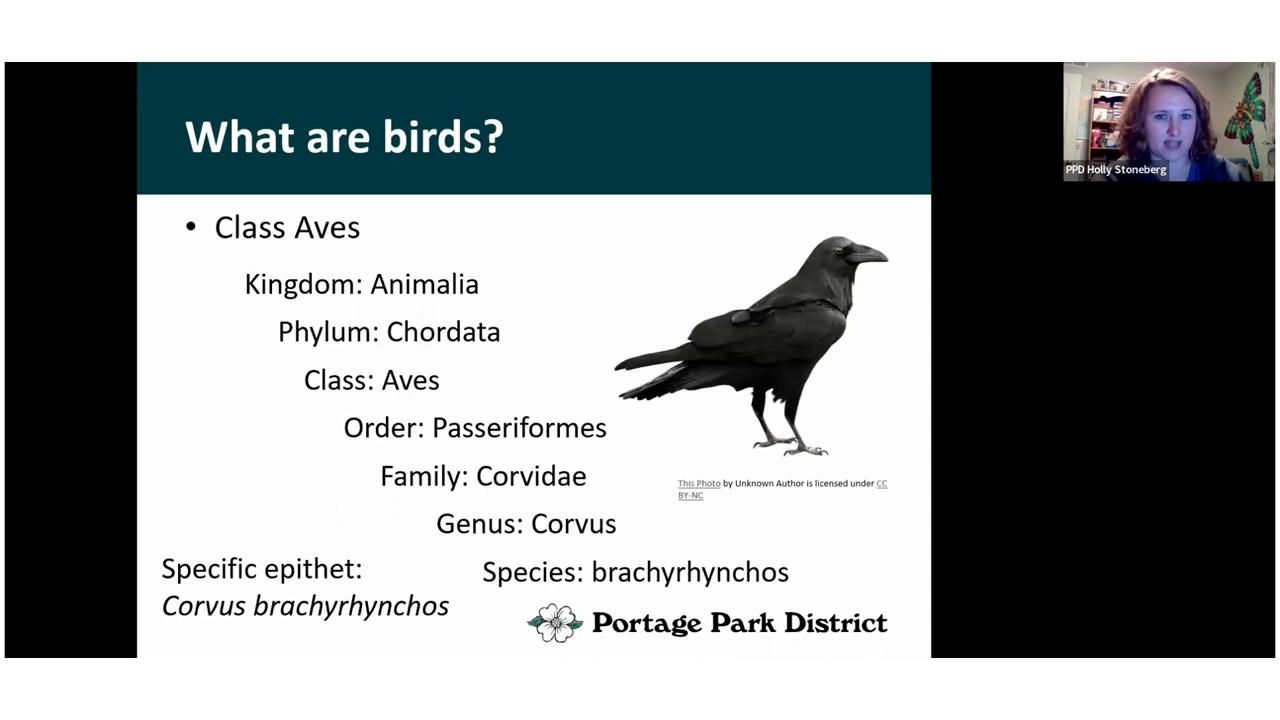 What are birds?
• Class Aves
Kingdom: Animalia
Phylum: Chordata
Class: Aves
Order: Passeriformes
Family: Corvidae
Genus: Corvus
Species: brachyrhynchos
Specific epithet:
Corvus brachyrhynchos
This Photo by Unknown Author is licensed under CC
BY-NC
Portage Park District
PPD Holly Stoneberg